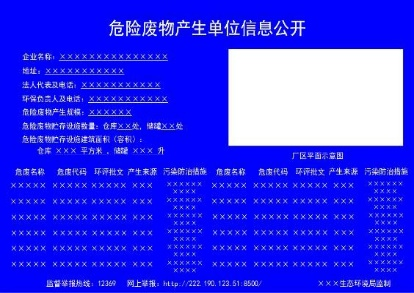 危险废物产生单位信息公开
企业名称：×××××××××××××××
地址：×××××××××××
法人代表及电话：×××××××××××
环保负责人及电话：×××××××××××
危险废物产生规模：××××××
危险废物贮存设施数量：仓库××处，储罐××处
危险废物贮存设施建筑面积（容积）：
仓库 ××× 平方米 ，储罐 ××× 升
厂区平面示意图
危废名称 危废代码 环评批文 产生来源 污染防治措施 危废名称 危废代码 环评批文 产生来源 污染防治措施
××××× ××××× ××××× ××× ×××××× ××××× ××××× ××××× ××× ××××××
×××× ××××
××××× ××××× ××××× ××× ×××××× ××××× ××××× ××××× ××× ××××××
×××× ××××
××××× ××××× ××××× ××× ×××××× ××××× ××××× ××××× ××× ××××××
×××× ××××
××××× ××××× ××××× ××× ×××××× ××××× ××××× ××××× ××× ××××××
×××× ××××
××××× ××××× ××××× ××× ×××××× ××××× ××××× ××××× ××× ××××××
×××× ××××
××××× ××××× ××××× ××× ×××××× ××××× ××××× ××××× ××× ××××××
×××× ××××
监督举报热线：12369 网上举报：http://222.190.123.51:8500/ ×××生态环境局监制